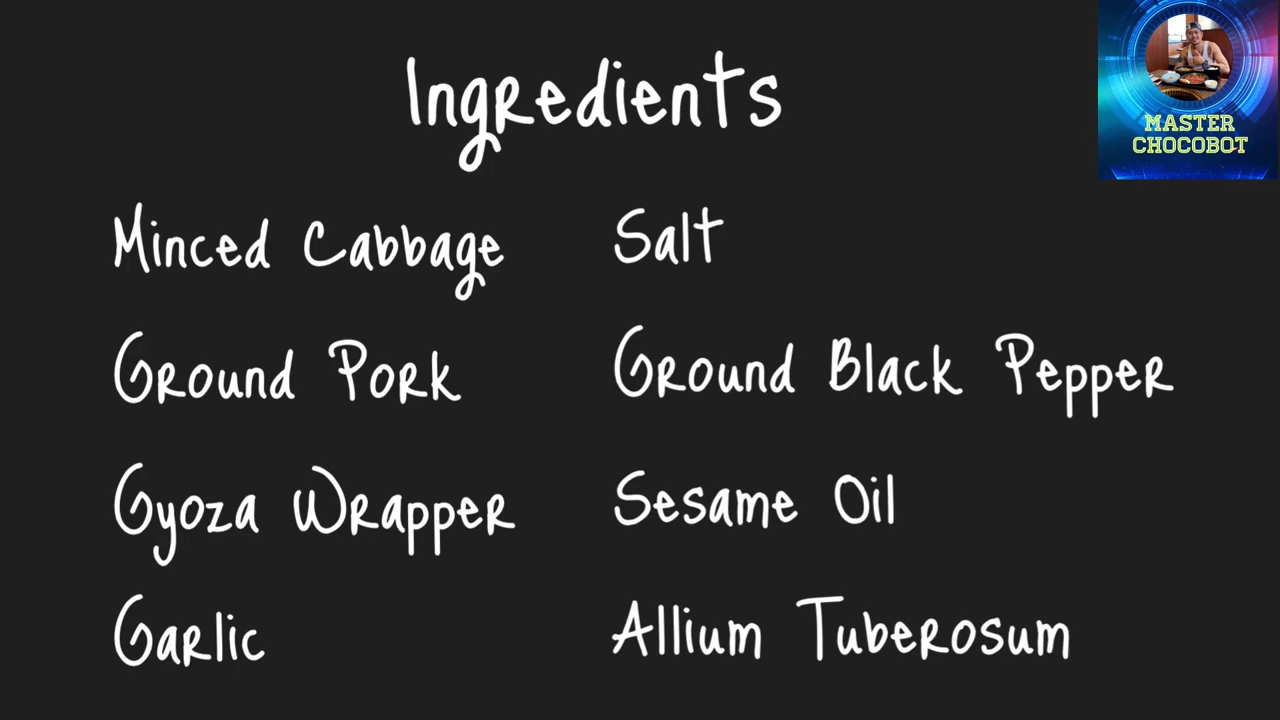 Ingredients
MASTER
CHOCOBOT
Minced Cabbage
Ground Pork
Gyoza Wrapper
Garlic
Salt
Ground Black Pepper
Sesame Oil
Allium Tuberosum